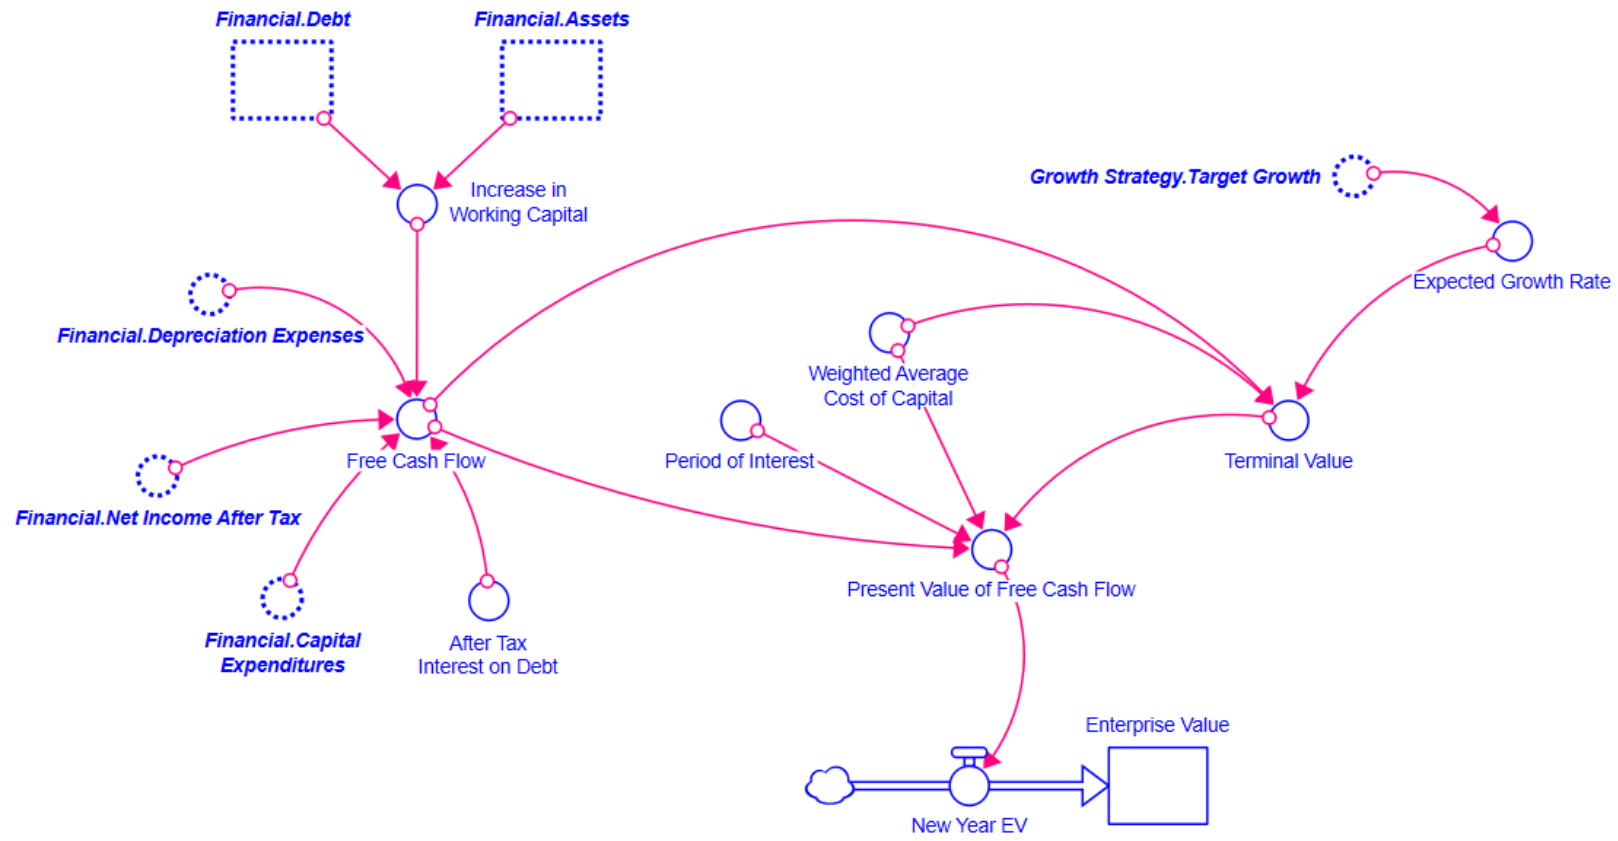 Financial.Debt
Financial.Assets
Growth Strategy.Target Growth
Increase in
Working Capital
Expected Growth Rate
Financial.Depreciation Expenses
Weighted Average
Cost of Capital
Free Cash Flow
Period of Interest
Terminal Value
Financial.Net Income After Tax
Present Value of Free Cash Flow
Financial.Capital
Expenditures
After Tax
Interest on Debt
Enterprise Value
New Year EV